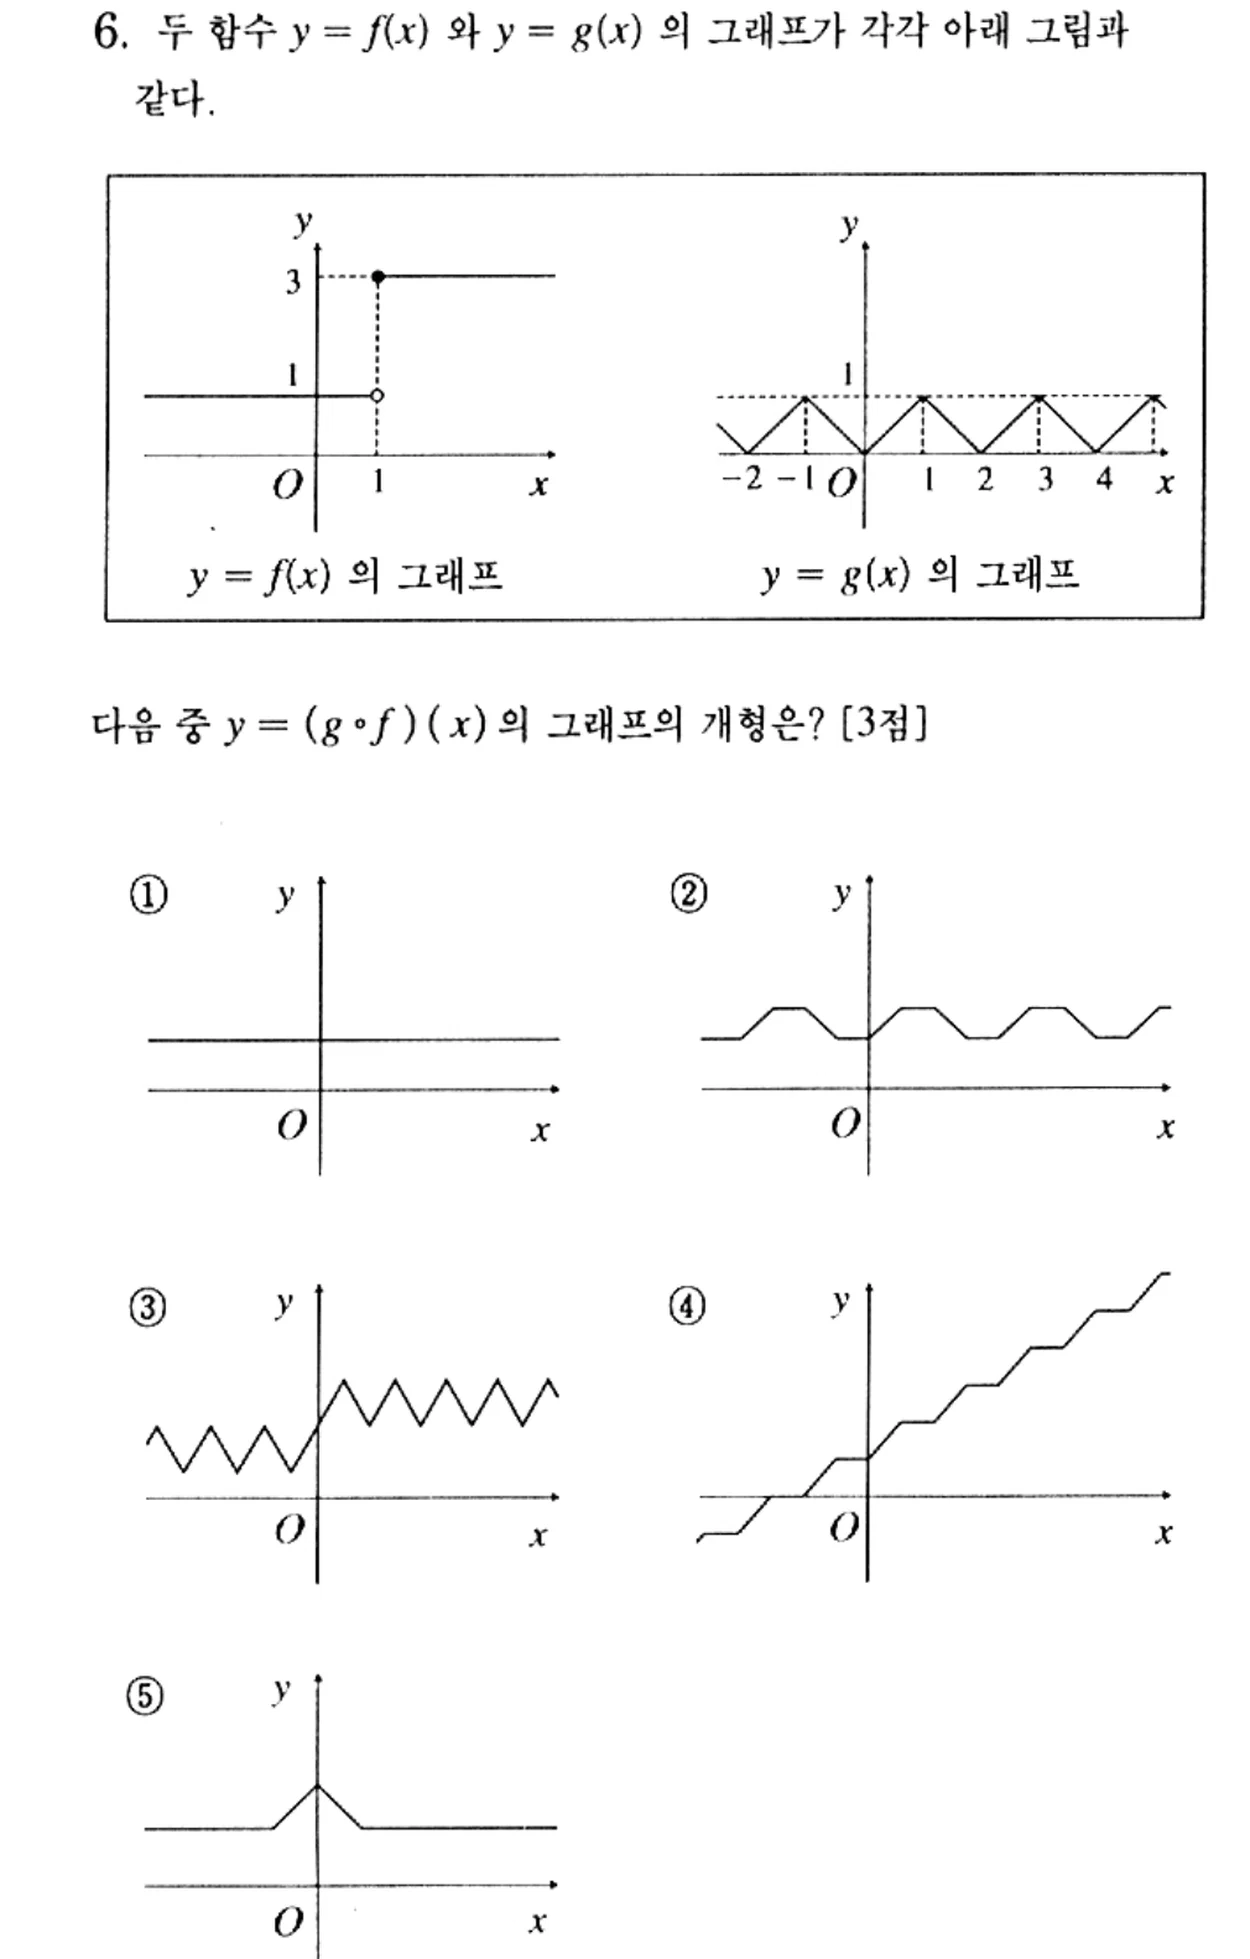 6. 두 함수 y = f(x) 와 y = g(x) 의 그래프가 각각 아래 그림과
같다.
y
3
1
O
1
x
y = f(x) 의 그래프
y
1
-2 -1 O 1 2 3 4 x
y = g(x) 의 그래프
다음 중 y = (g∘f)(x)의 그래프의 개형은? [3점]
① y
O
x
② y
O
x
③ y
O
x
④ y
O
x
⑤ y
O
x